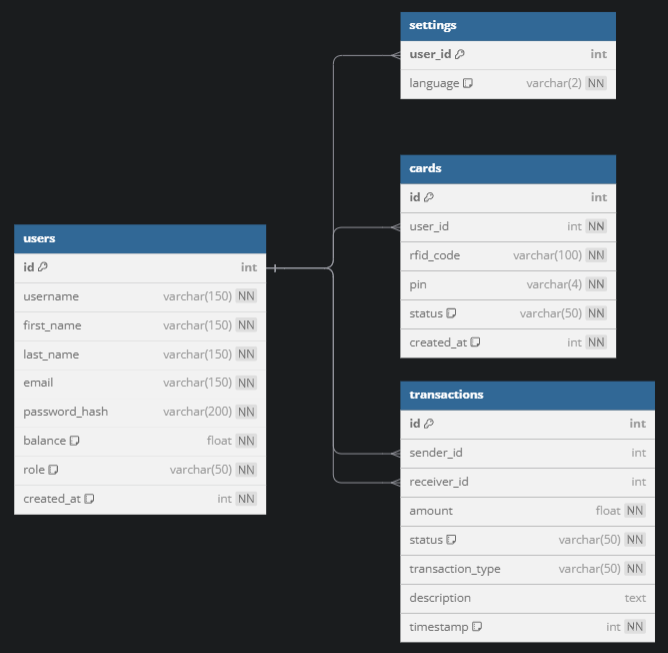 settings
user_id int
language varchar(2) NN
cards
id int
user_id int NN
rfid_code varchar(100) NN
pin varchar(4) NN
status varchar(50) NN
created_at int NN
users
id int
username varchar(150) NN
first_name varchar(150) NN
last_name varchar(150) NN
email varchar(150) NN
password_hash varchar(200) NN
balance float NN
role varchar(50) NN
created_at int NN
transactions
id int
sender_id int
receiver_id int
amount float NN
status varchar(50) NN
transaction_type varchar(50) NN
description text
timestamp int NN